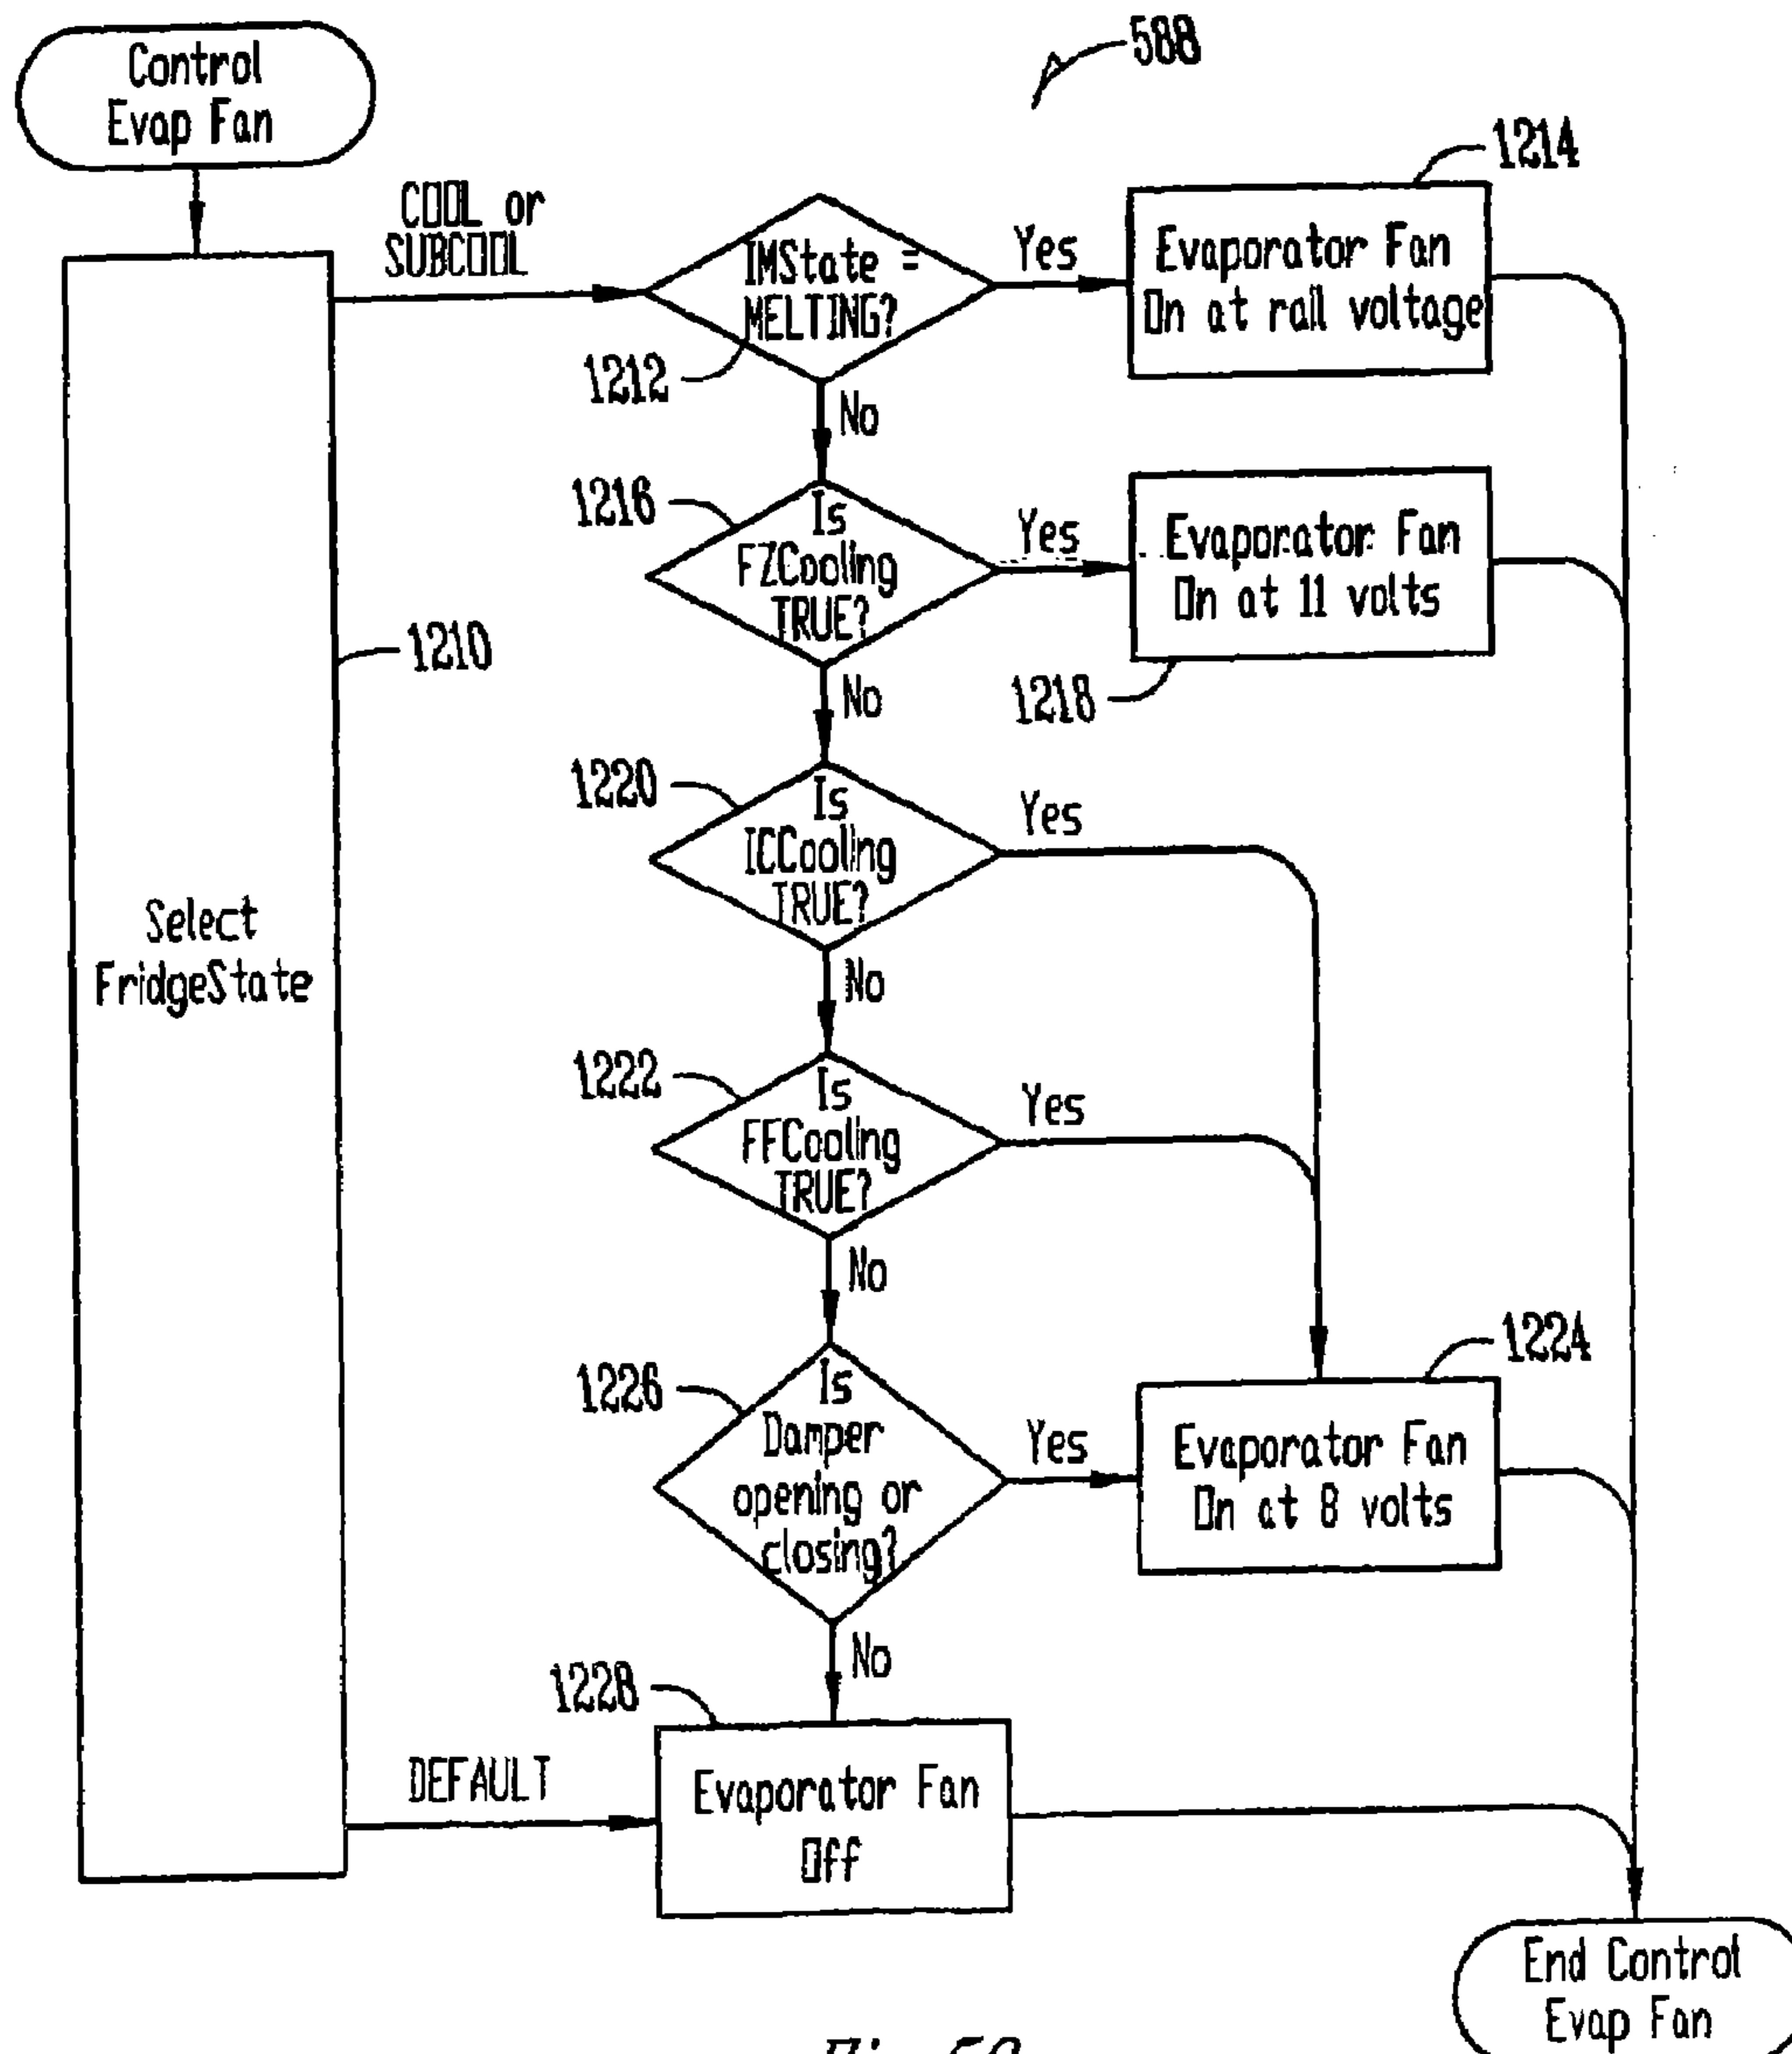 Control
Evap Fan
588
COOL or
SUBCOOL
IMState =
MELTING?
1212
Yes
1214
Evaporator Fan
On at rail voltage
No
1216
Is
FZCooling
TRUE?
Yes
Evaporator Fan
On at 11 volts
1218
1210
No
1220
Is
ICCooling
TRUE?
Yes
Select
FridgeState
No
1222
Is
FFCooling
TRUE?
Yes
No
1226
Is
Damper
opening or
closing?
Yes
1224
Evaporator Fan
On at 8 volts
No
1228
DEFAULT
Evaporator Fan
Off
End Control
Evap Fan